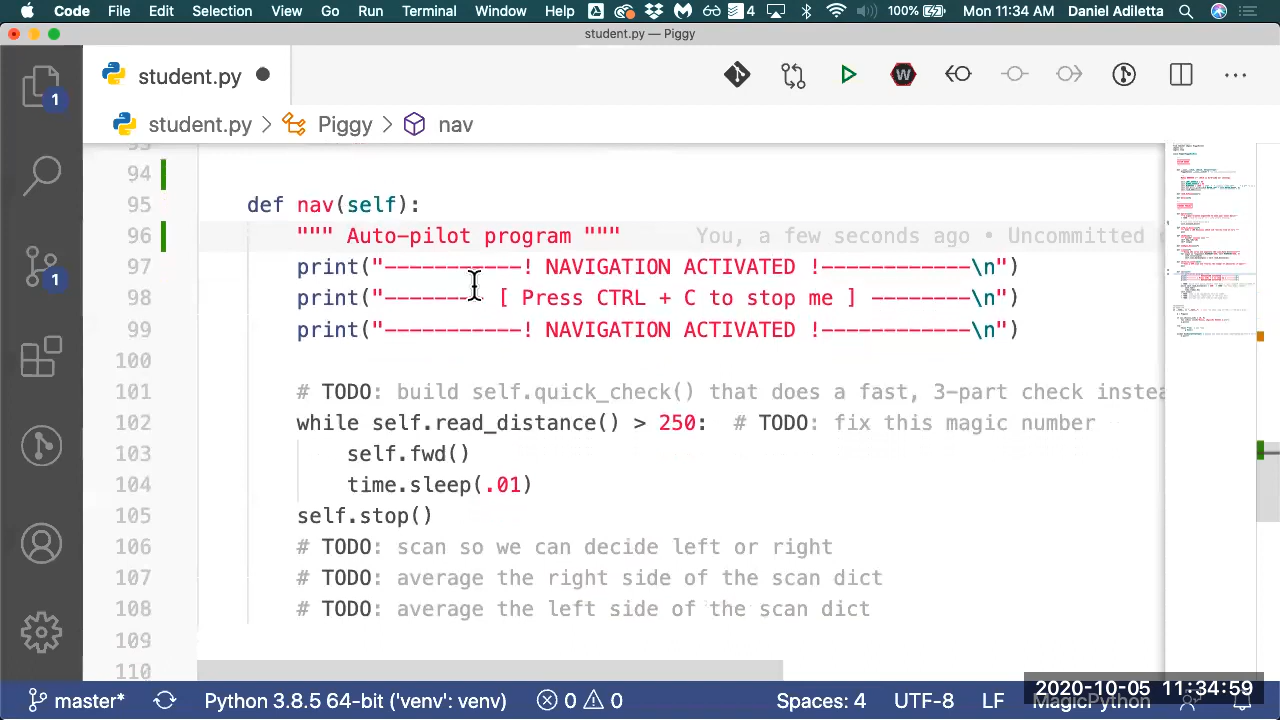 Code File Edit Selection View Go Run Terminal Window Help 4 100% Mon 11:34 AM Daniel Adiletta
student.py — Piggy
student.py
student.py > Piggy > nav
1
1
94
95 def nav(self):
96 """ Auto-pilot program """ You, few seconds ago • Uncommitted
97 print("-----------! NAVIGATION ACTIVATED !------------\n")
98 print("-------- Press CTRL + C to stop me ] --------\n")
99 print("-----------! NAVIGATION ACTIVATED !------------\n")
100
101 # TODO: build self.quick_check() that does a fast, 3-part check instea
102 while self.read_distance() > 250: # TODO: fix this magic number
103 self.fwd()
104 time.sleep(.01)
105 self.stop()
106 # TODO: scan so we can decide left or right
107 # TODO: average the right side of the scan dict
108 # TODO: average the left side of the scan dict
109
110
master* Python 3.8.5 64-bit ('venv': venv) 0 0 Spaces: 4 UTF-8 LF MagicPython
2020-10-05 11:34:59